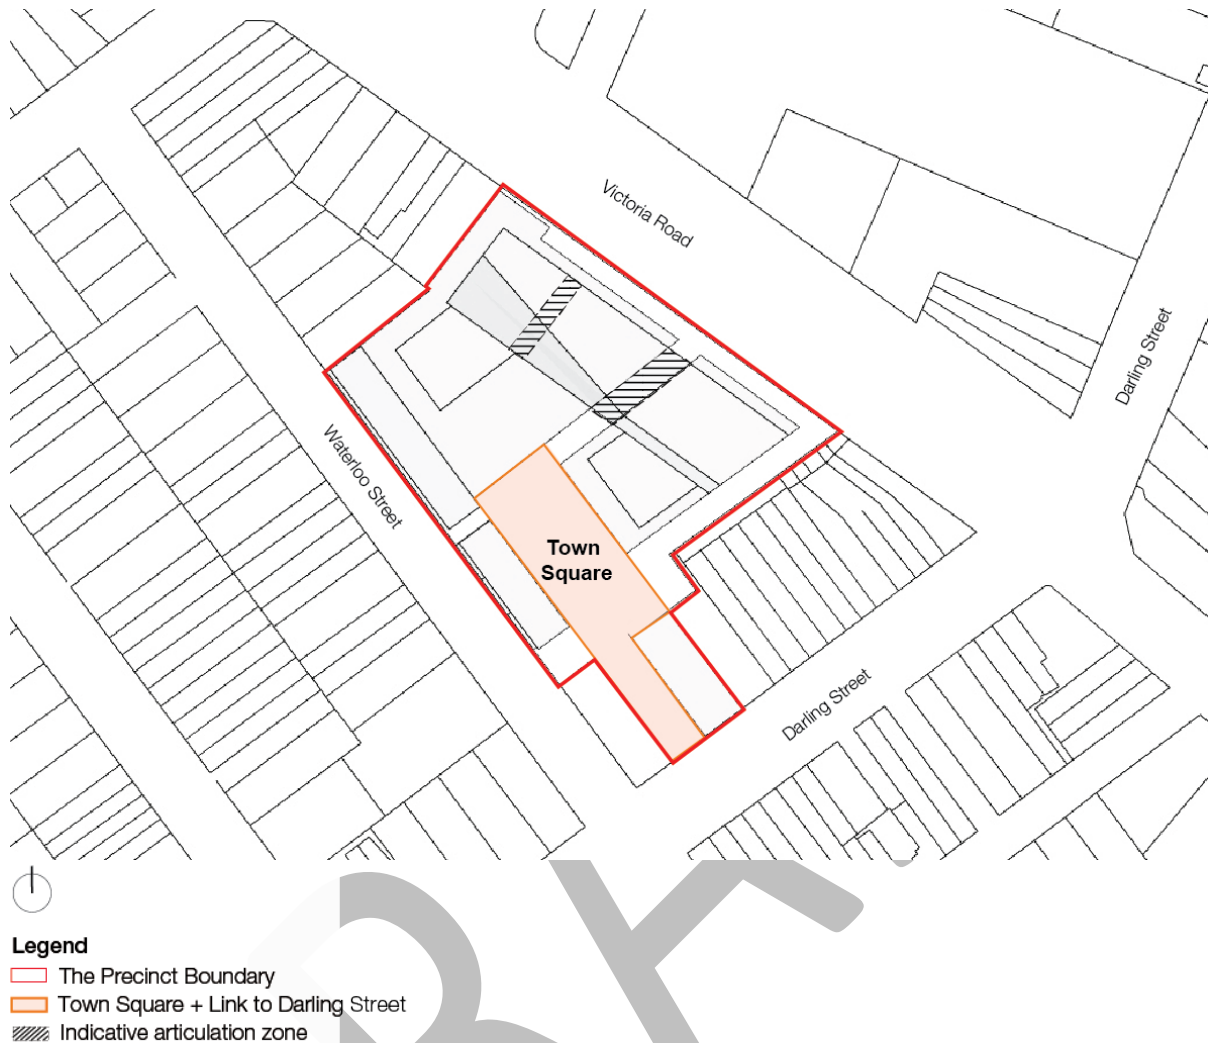 Victoria Road
Darling Street
Waterloo Street
Town
Square
Darling Street
Legend
The Precinct Boundary
Town Square + Link to Darling Street
Indicative articulation zone